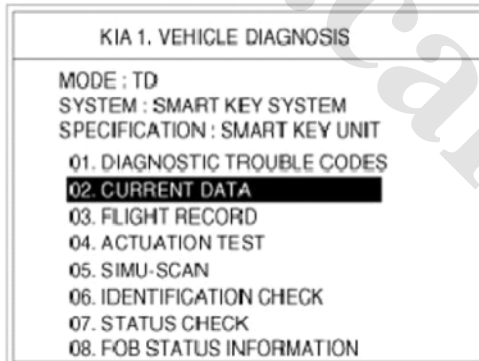 KIA 1. VEHICLE DIAGNOSIS
MODE : TD
SYSTEM : SMART KEY SYSTEM
SPECIFICATION : SMART KEY UNIT
01. DIAGNOSTIC TROUBLE CODES
02. CURRENT DATA
03. FLIGHT RECORD
04. ACTUATION TEST
05. SIMU-SCAN
06. IDENTIFICATION CHECK
07. STATUS CHECK
08. FOB STATUS INFORMATION